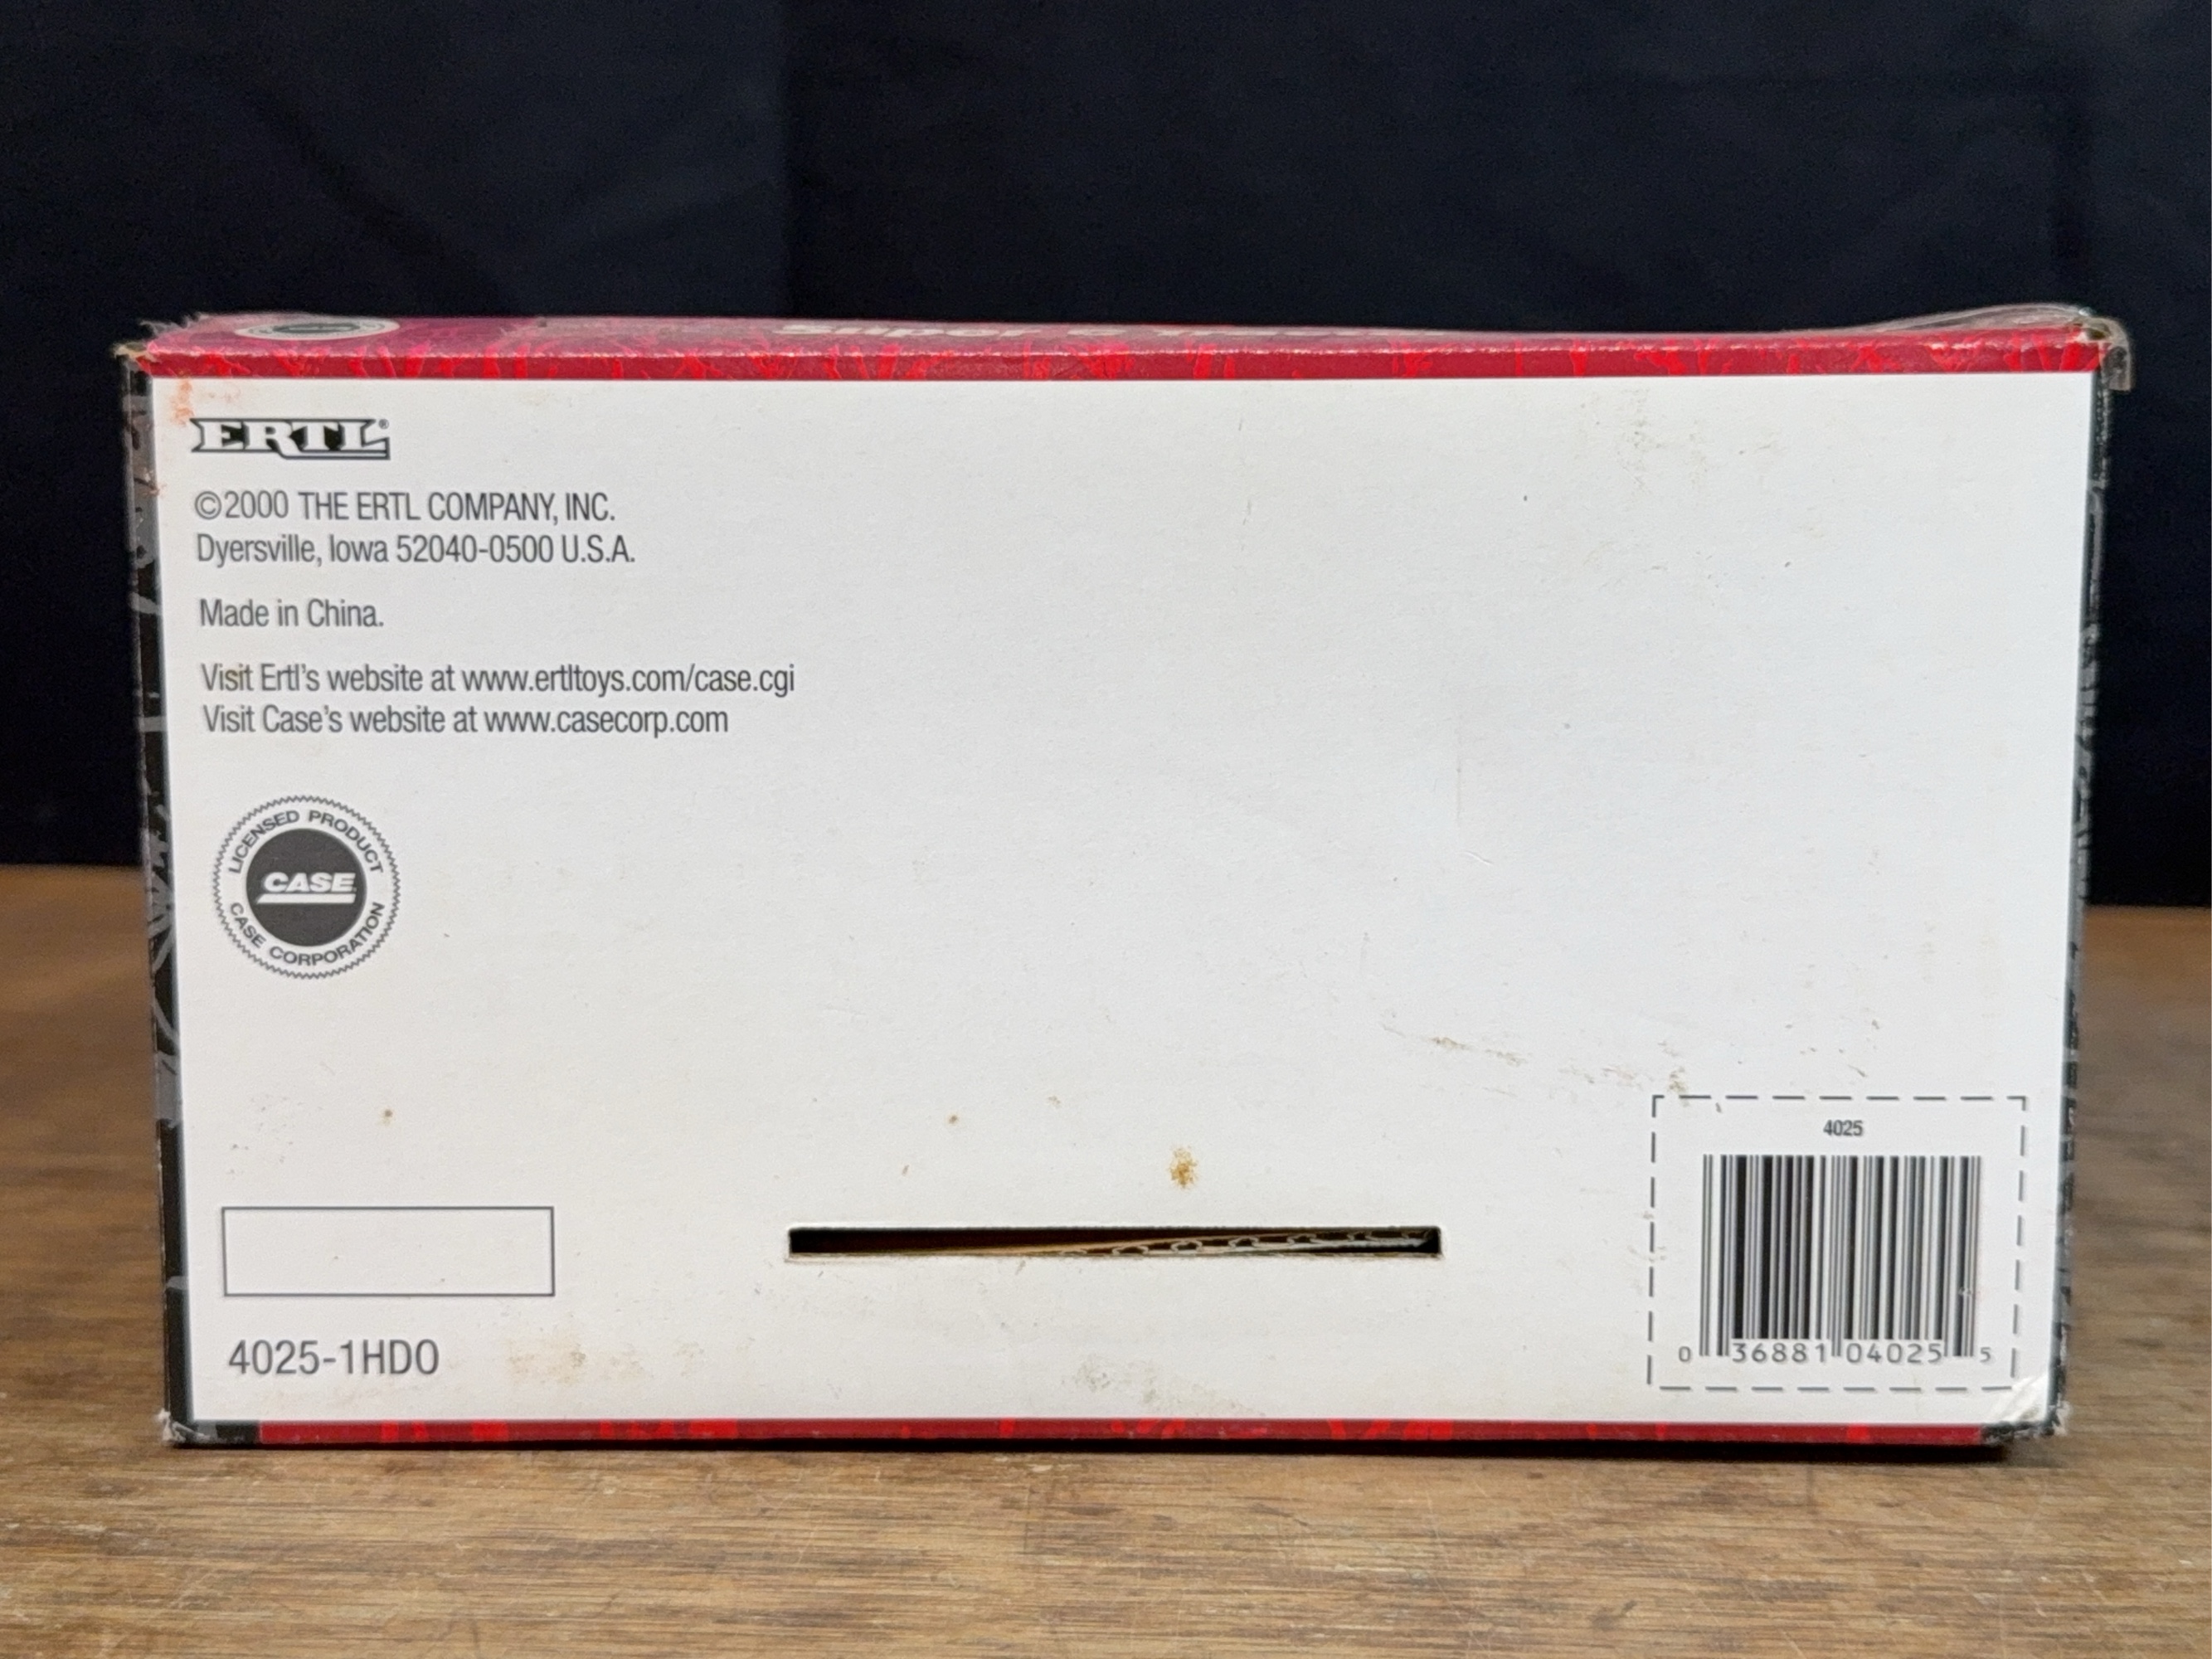 Super
ERTL®
©2000 THE ERTL COMPANY, INC.
Dyersville, Iowa 52040-0500 U.S.A.
Made in China.
Visit Ertl's website at www.ertltoys.com/case.cgi
Visit Case's website at www.casecorp.com
LICENSED PRODUCT
CASE
CASE CORPORATION
4025
0 36881 04025 5
4025-1HDO